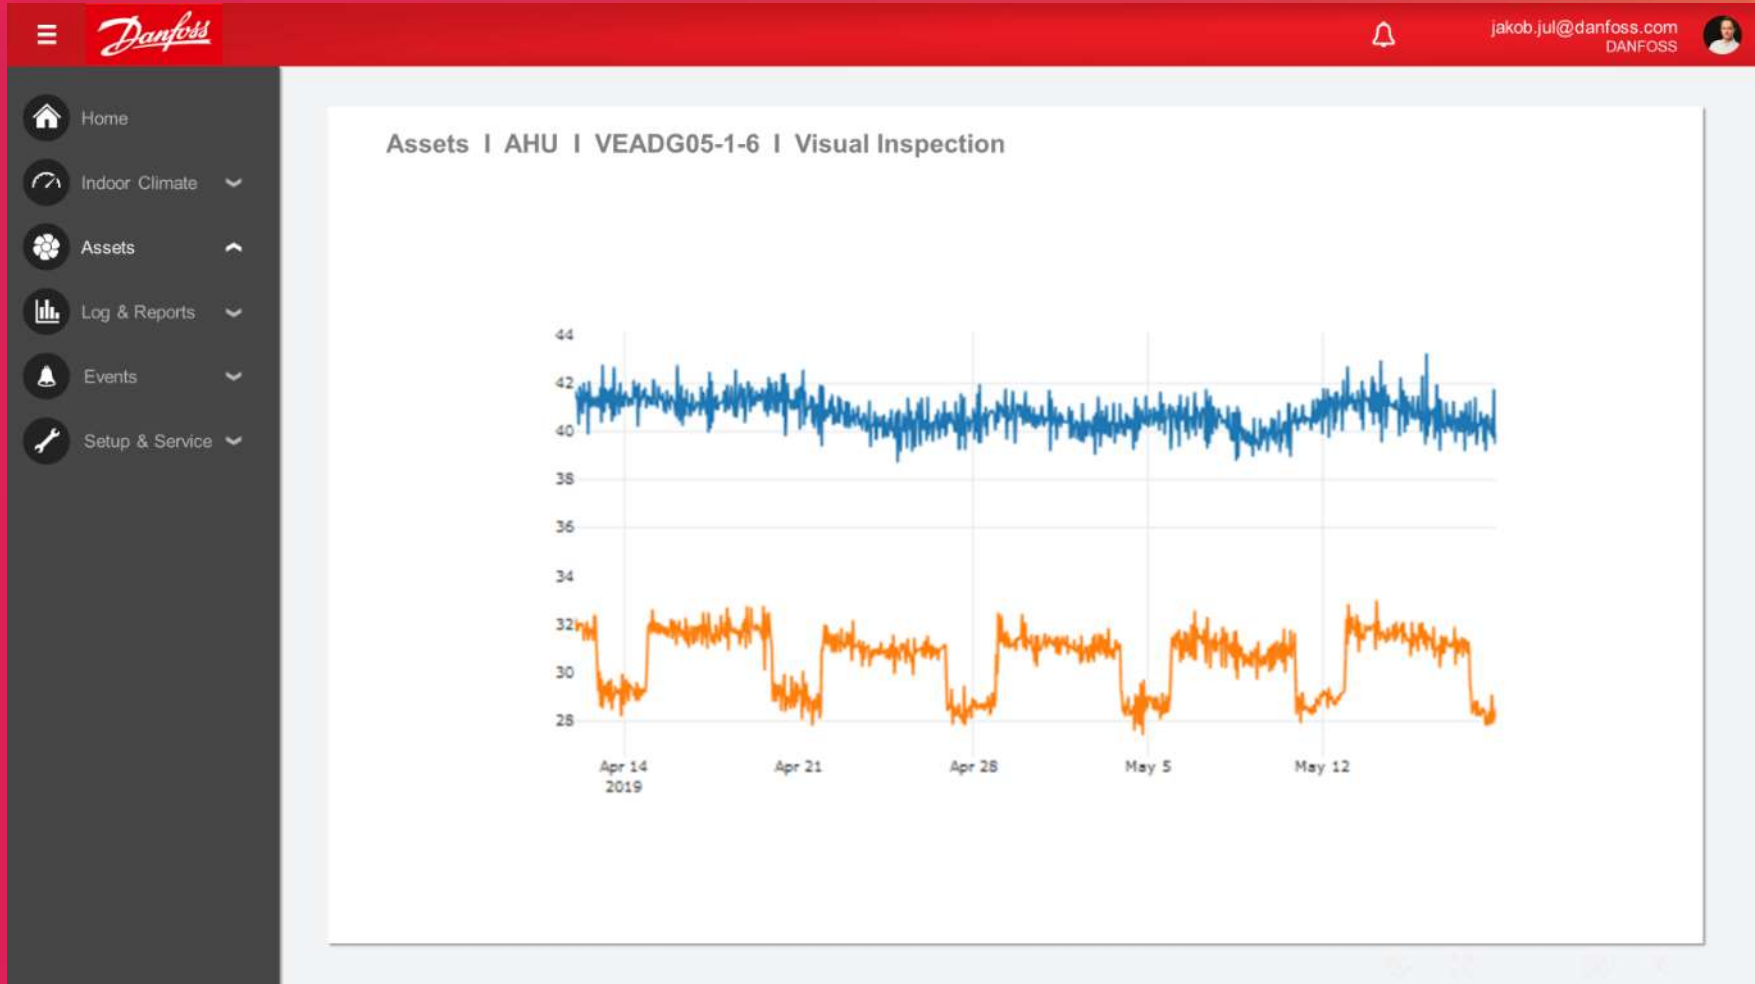 Danfoss
jakob.jul@danfoss.com
DANFOSS
Home
Indoor Climate
Assets
Log & Reports
Events
Setup & Service
Assets I AHU I VEADG05-1-6 I Visual Inspection
44
42
40
38
36
34
32
30
28
Apr 14
2019
Apr 21
Apr 28
May 5
May 12